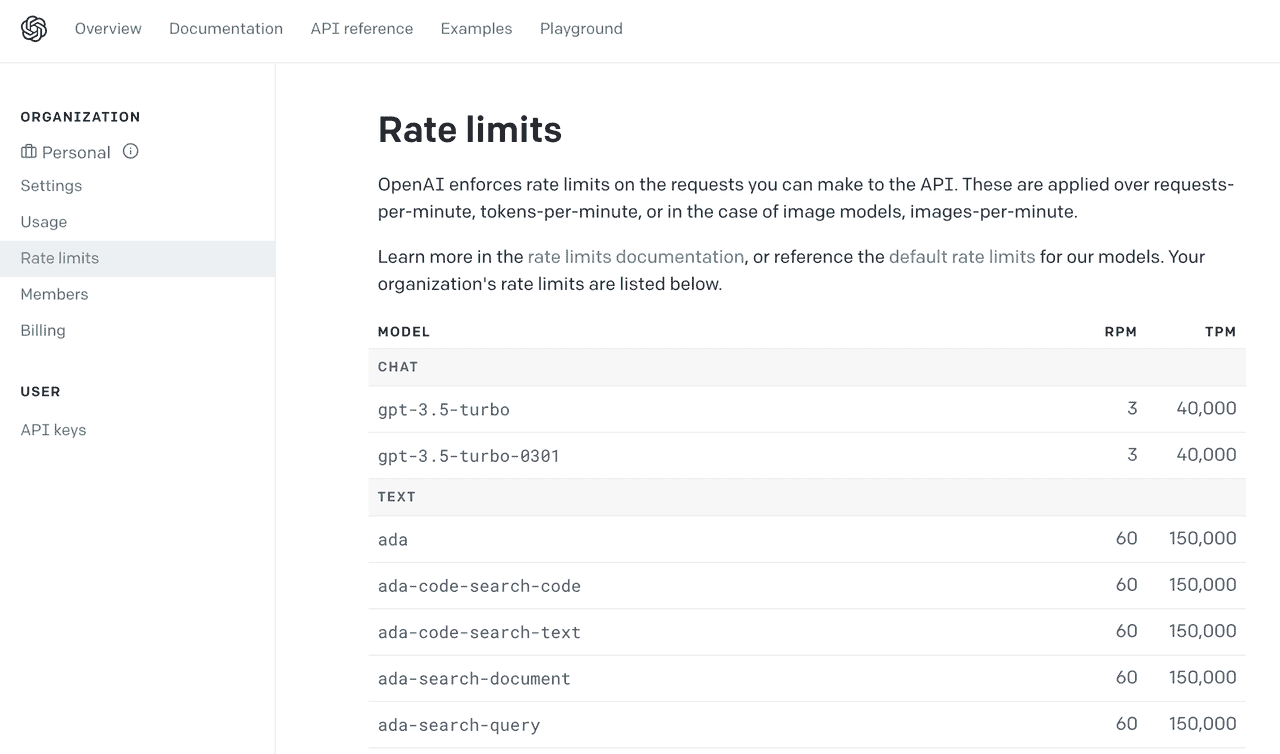 Overview Documentation API reference Examples Playground
ORGANIZATION
Personal
Settings
Usage
Rate limits
Members
Billing
USER
API keys
Rate limits
OpenAI enforces rate limits on the requests you can make to the API. These are applied over requests-
per-minute, tokens-per-minute, or in the case of image models, images-per-minute.
Learn more in the rate limits documentation, or reference the default rate limits for our models. Your
organization's rate limits are listed below.
MODEL RPM TPM
CHAT
gpt-3.5-turbo 3 40,000
gpt-3.5-turbo-0301 3 40,000
TEXT
ada 60 150,000
ada-code-search-code 60 150,000
ada-code-search-text 60 150,000
ada-search-document 60 150,000
ada-search-query 60 150,000